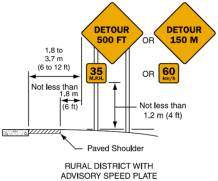 DETOUR
500 FT
OR
DETOUR
150 M
1,8 to
3.7 m
(6 to 12 ft)
Not less than
1,8 m
(6 ft)
35
M.P.H.
OR
60
km/h
Not less than
1,2 m (4 ft)
Paved Shoulder
RURAL DISTRICT WITH
ADVISORY SPEED PLATE